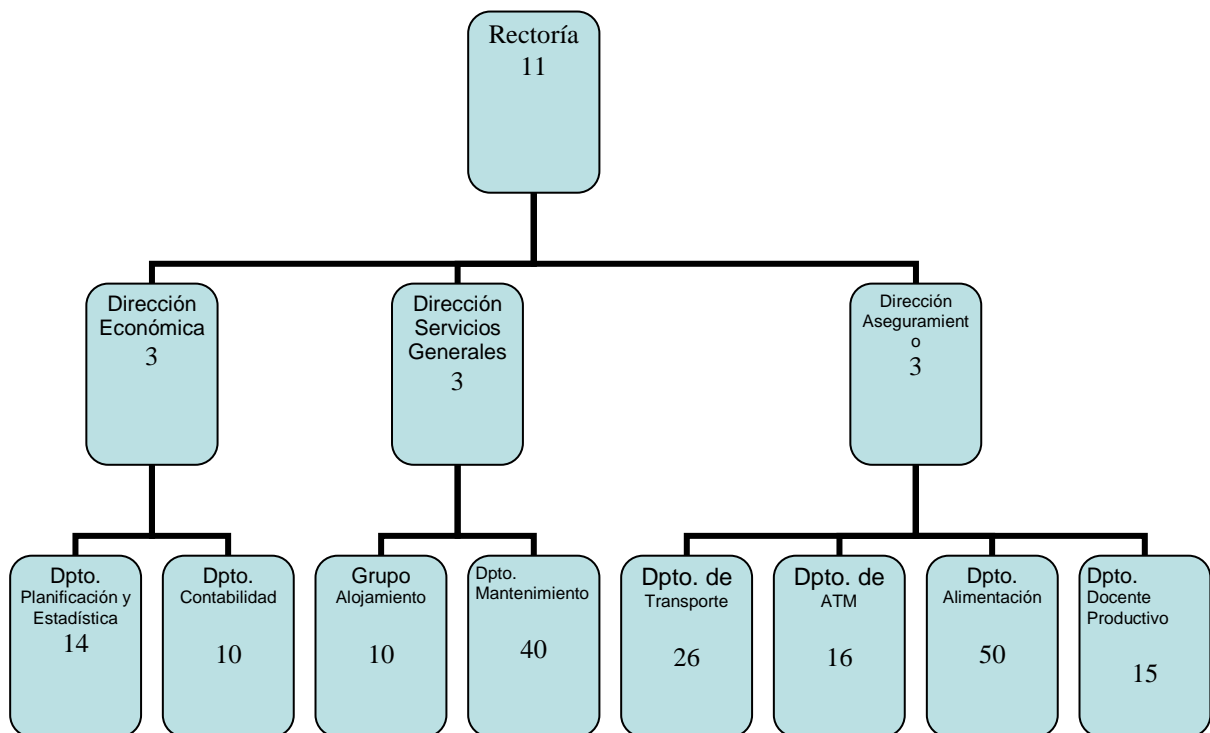 Rectoría
11
Dirección
Económica
3
Dirección
Servicios
Generales
3
Dirección
Aseguramient
o
3
Dpto.
Planificación y
Estadística
14
Dpto.
Contabilidad
10
Grupo
Alojamiento
10
Dpto.
Mantenimiento
40
Dpto. de
Transporte
26
Dpto. de
ATM
16
Dpto.
Alimentación
50
Dpto.
Docente
Productivo
15